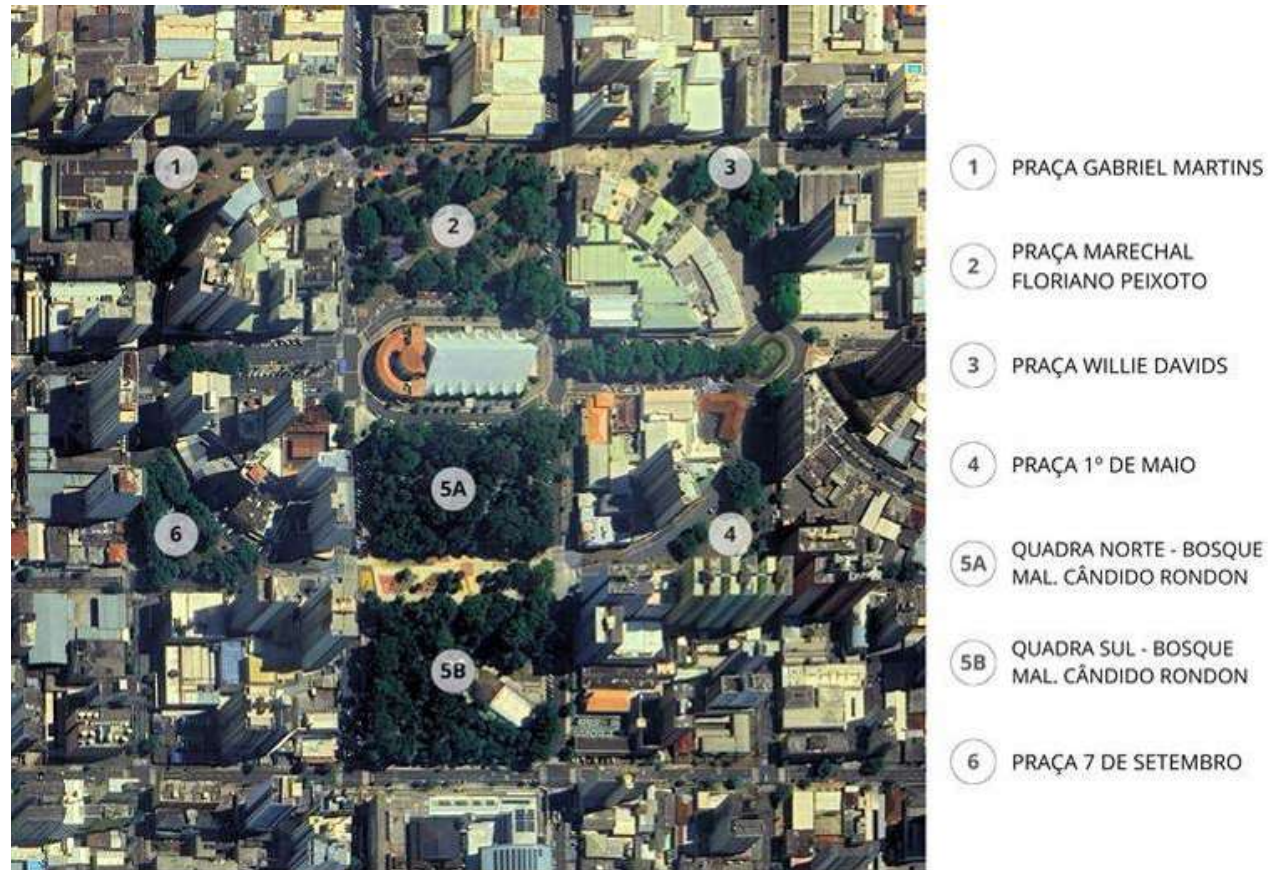 1
3
2
5A
6
4
5B
1 PRAÇA GABRIEL MARTINS
2 PRAÇA MARECHAL
FLORIANO PEIXOTO
3 PRAÇA WILLIE DAVIDS
4 PRAÇA 1º DE MAIO
5A QUADRA NORTE - BOSQUE
MAL. CÂNDIDO RONDON
5B QUADRA SUL - BOSQUE
MAL. CÂNDIDO RONDON
6 PRAÇA 7 DE SETEMBRO